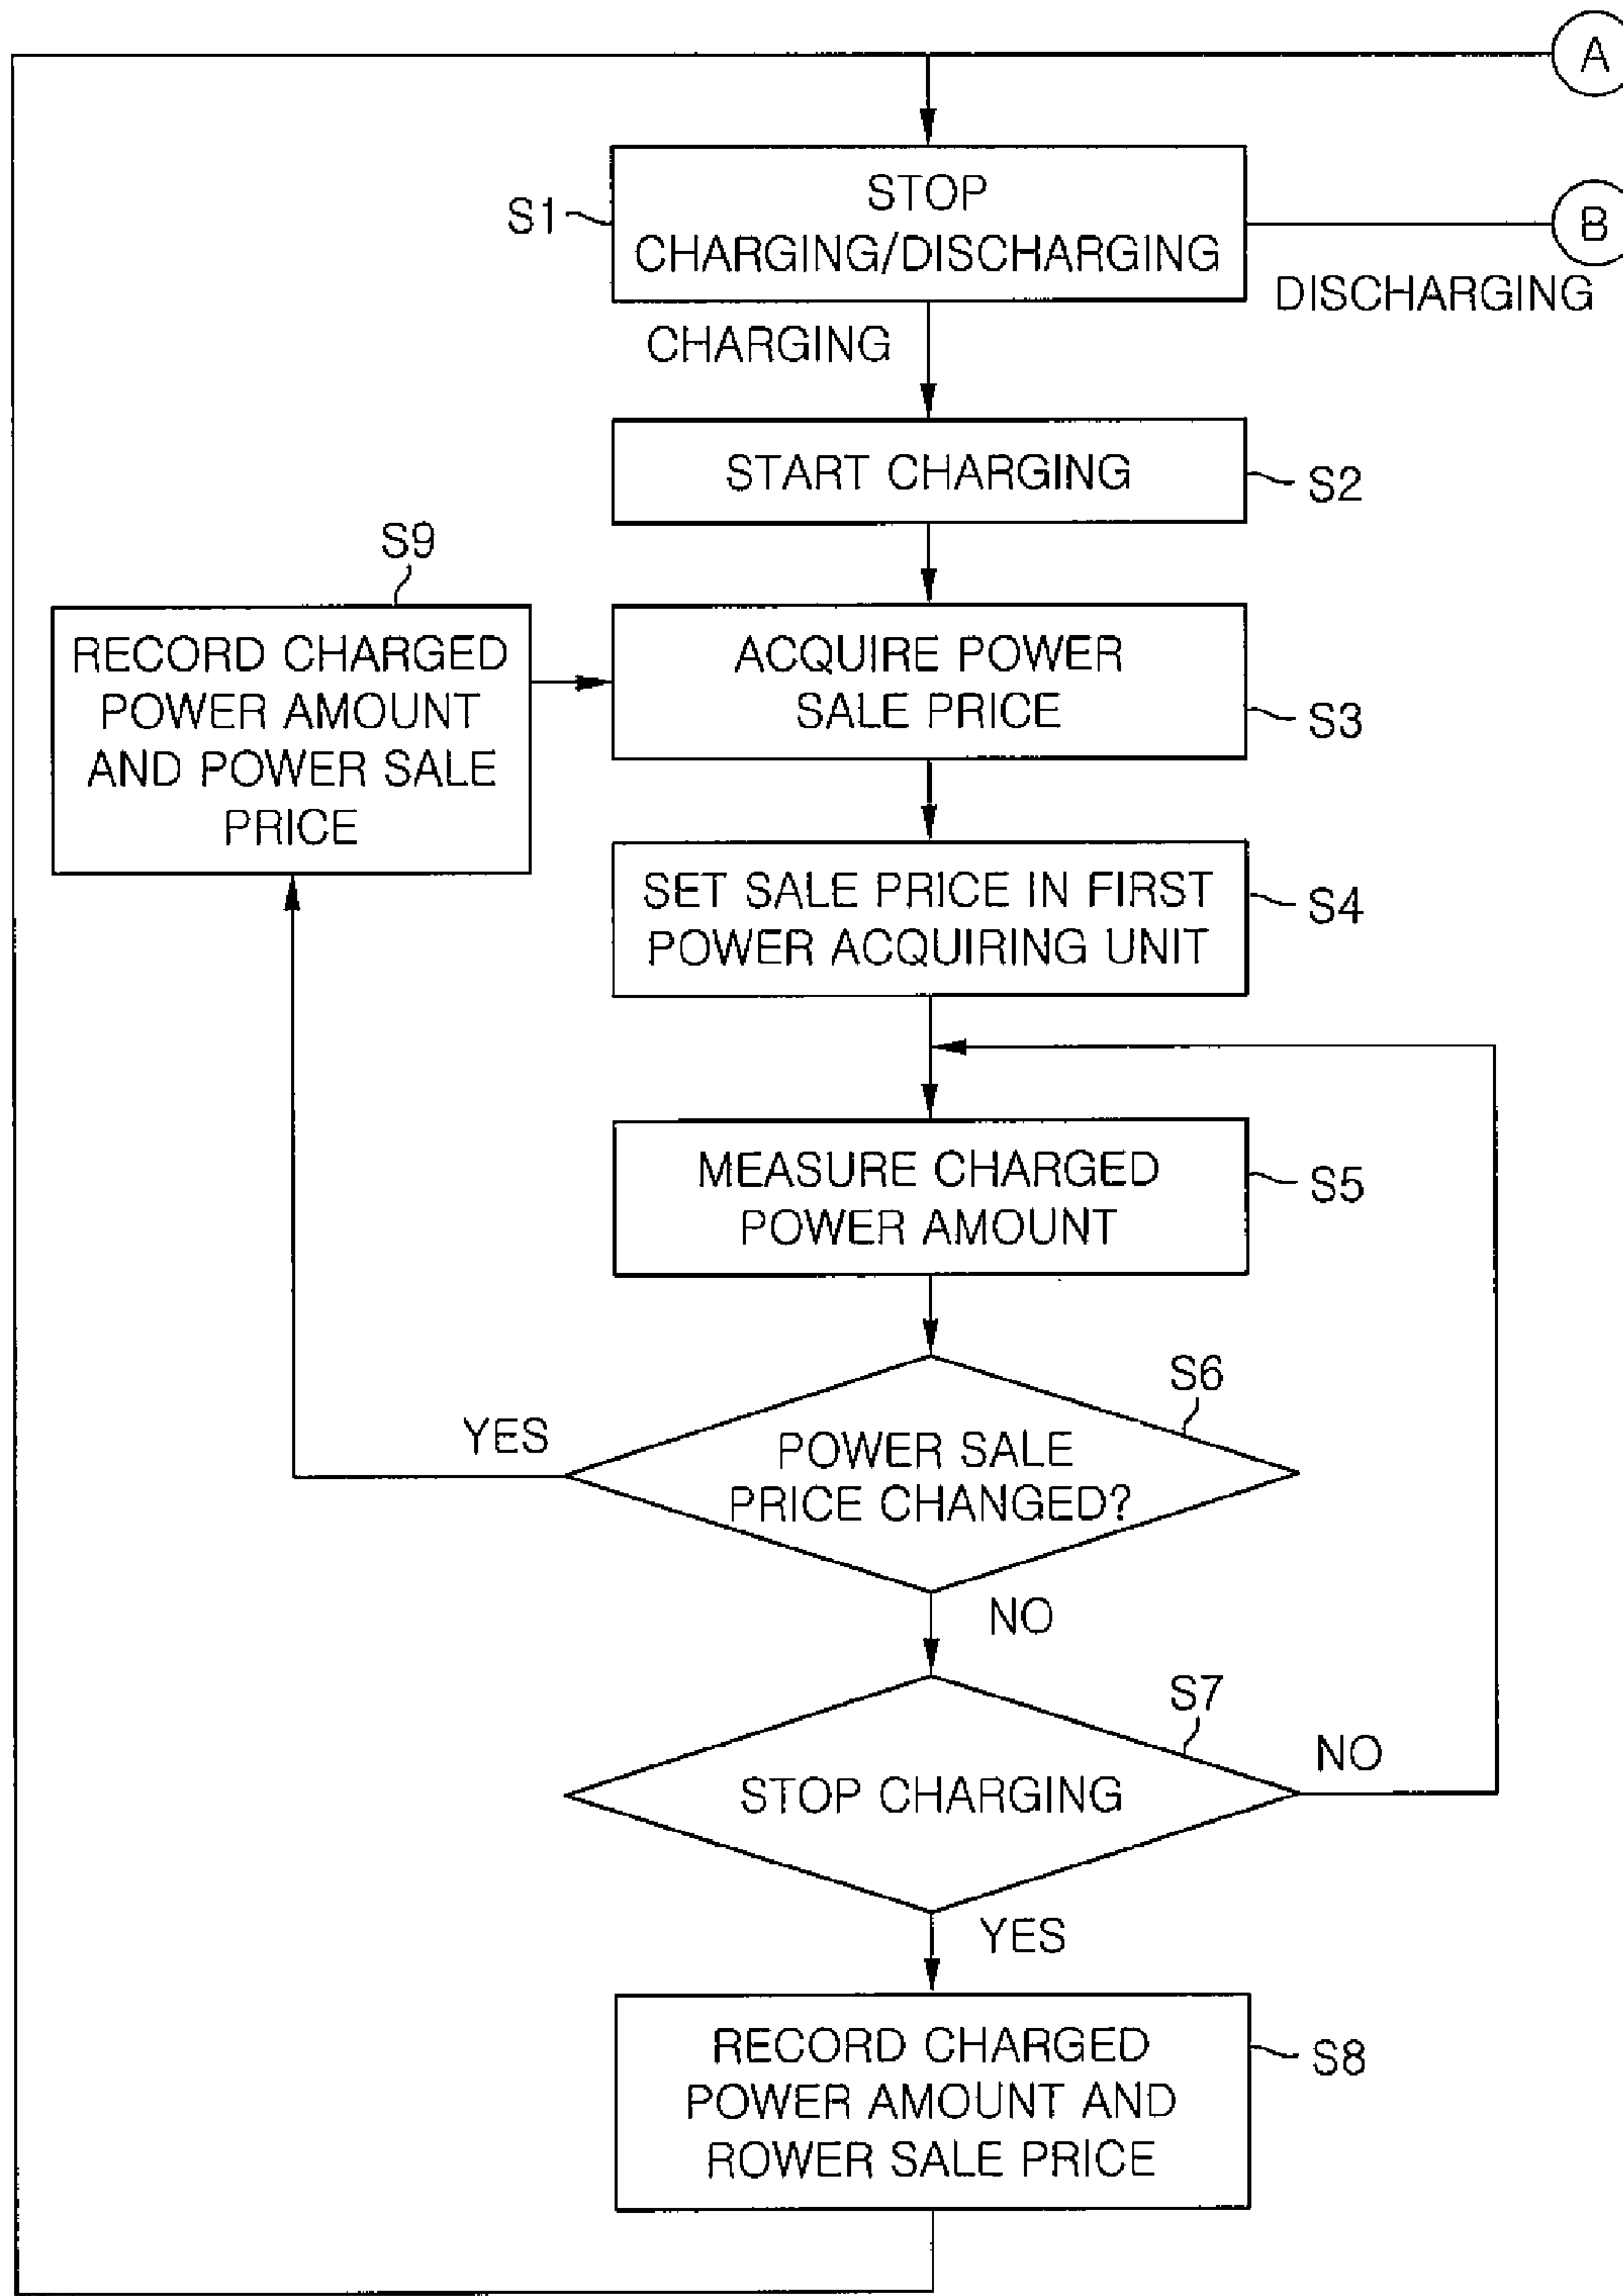 A
S1
STOP
CHARGING/DISCHARGING
B
DISCHARGING
CHARGING
START CHARGING
S2
S9
RECORD CHARGED
POWER AMOUNT
AND POWER SALE
PRICE
ACQUIRE POWER
SALE PRICE
S3
SET SALE PRICE IN FIRST
POWER ACQUIRING UNIT
S4
MEASURE CHARGED
POWER AMOUNT
S5
S6
YES
POWER SALE
PRICE CHANGED?
NO
S7
NO
STOP CHARGING
YES
RECORD CHARGED
POWER AMOUNT AND
ROWER SALE PRICE
S8